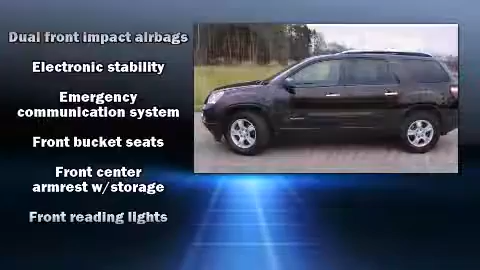 Dual front impact airbags
Electronic stability
Emergency
communication system
Front bucket seats
Front center
armrest w/storage
Front reading lights